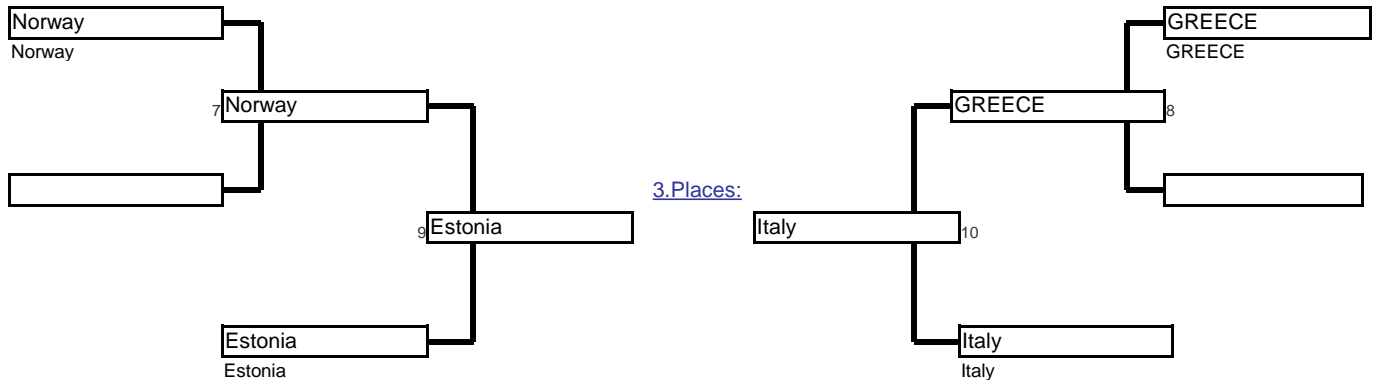 Norway
Norway
GREECE
GREECE
7 Norway
GREECE 8
3.Places:
9 Estonia
Italy 10
Estonia
Estonia
Italy
Italy